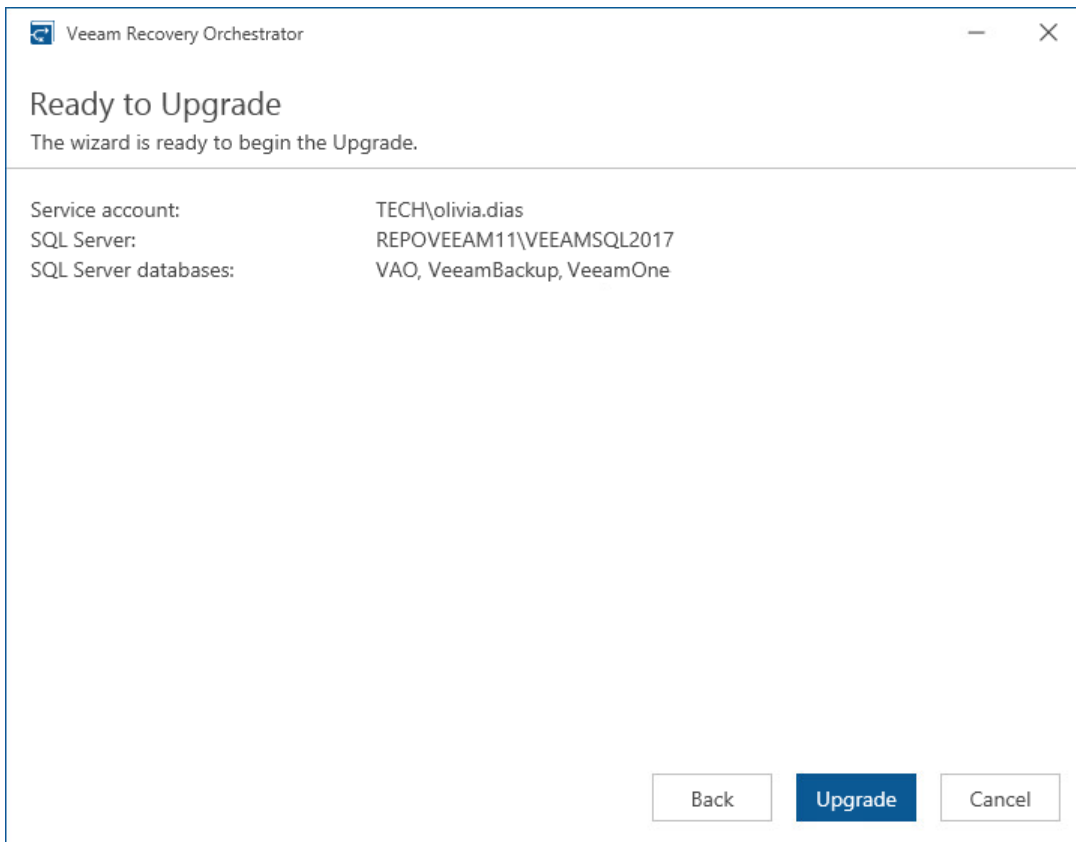 Veeam Recovery Orchestrator
Ready to Upgrade
The wizard is ready to begin the Upgrade.
Service account: TECH\olivia.dias
SQL Server: REPOVEEAM11\VEEAMSQL2017
SQL Server databases: VAO, VeeamBackup, VeeamOne
Back Upgrade Cancel